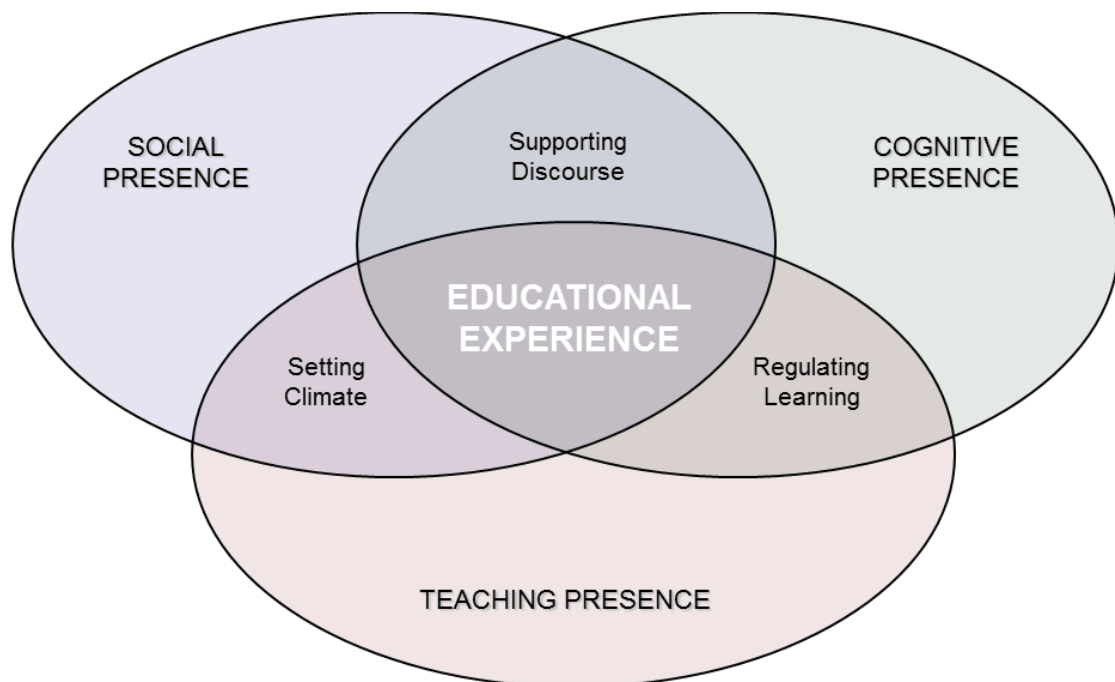 SOCIAL
PRESENCE
Supporting
Discourse
COGNITIVE
PRESENCE
EDUCATIONAL
EXPERIENCE
Setting
Climate
Regulating
Learning
TEACHING PRESENCE